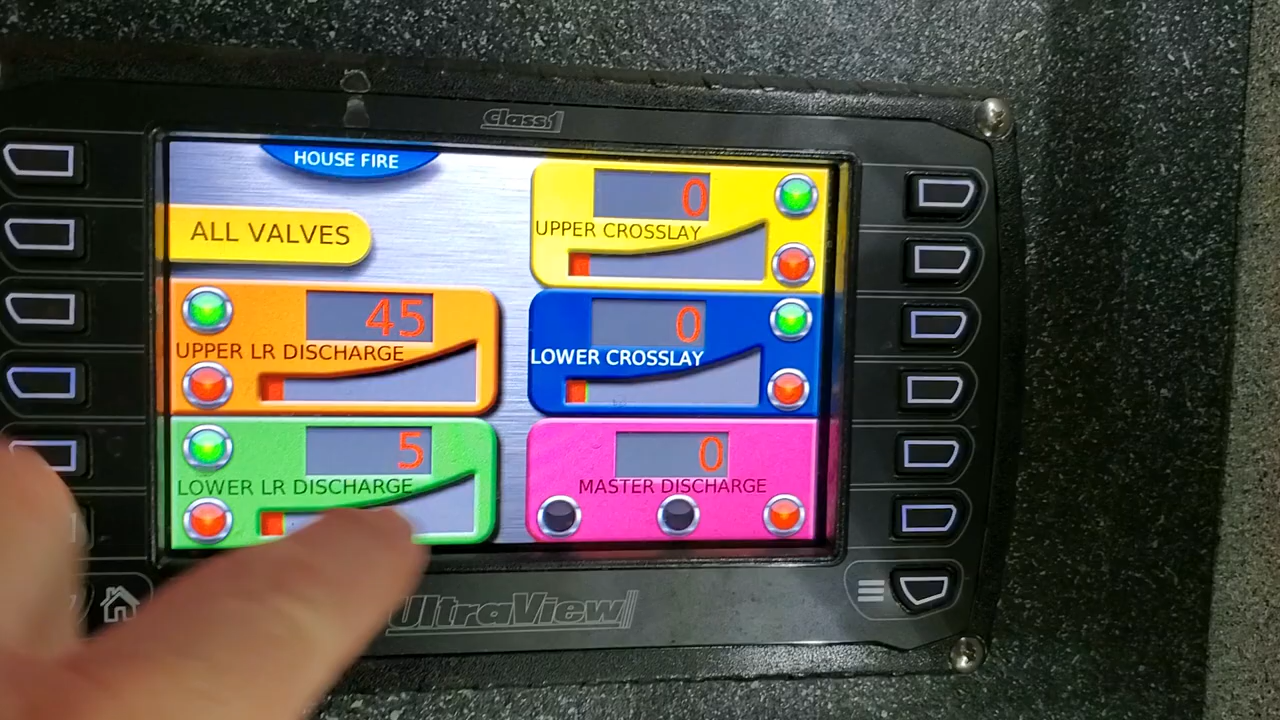 Class1
HOUSE FIRE
ALL VALVES
45
UPPER LR DISCHARGE
5
LOWER LR DISCHARGE
0
UPPER CROSSLAY
0
LOWER CROSSLAY
0
MASTER DISCHARGE
UltraView